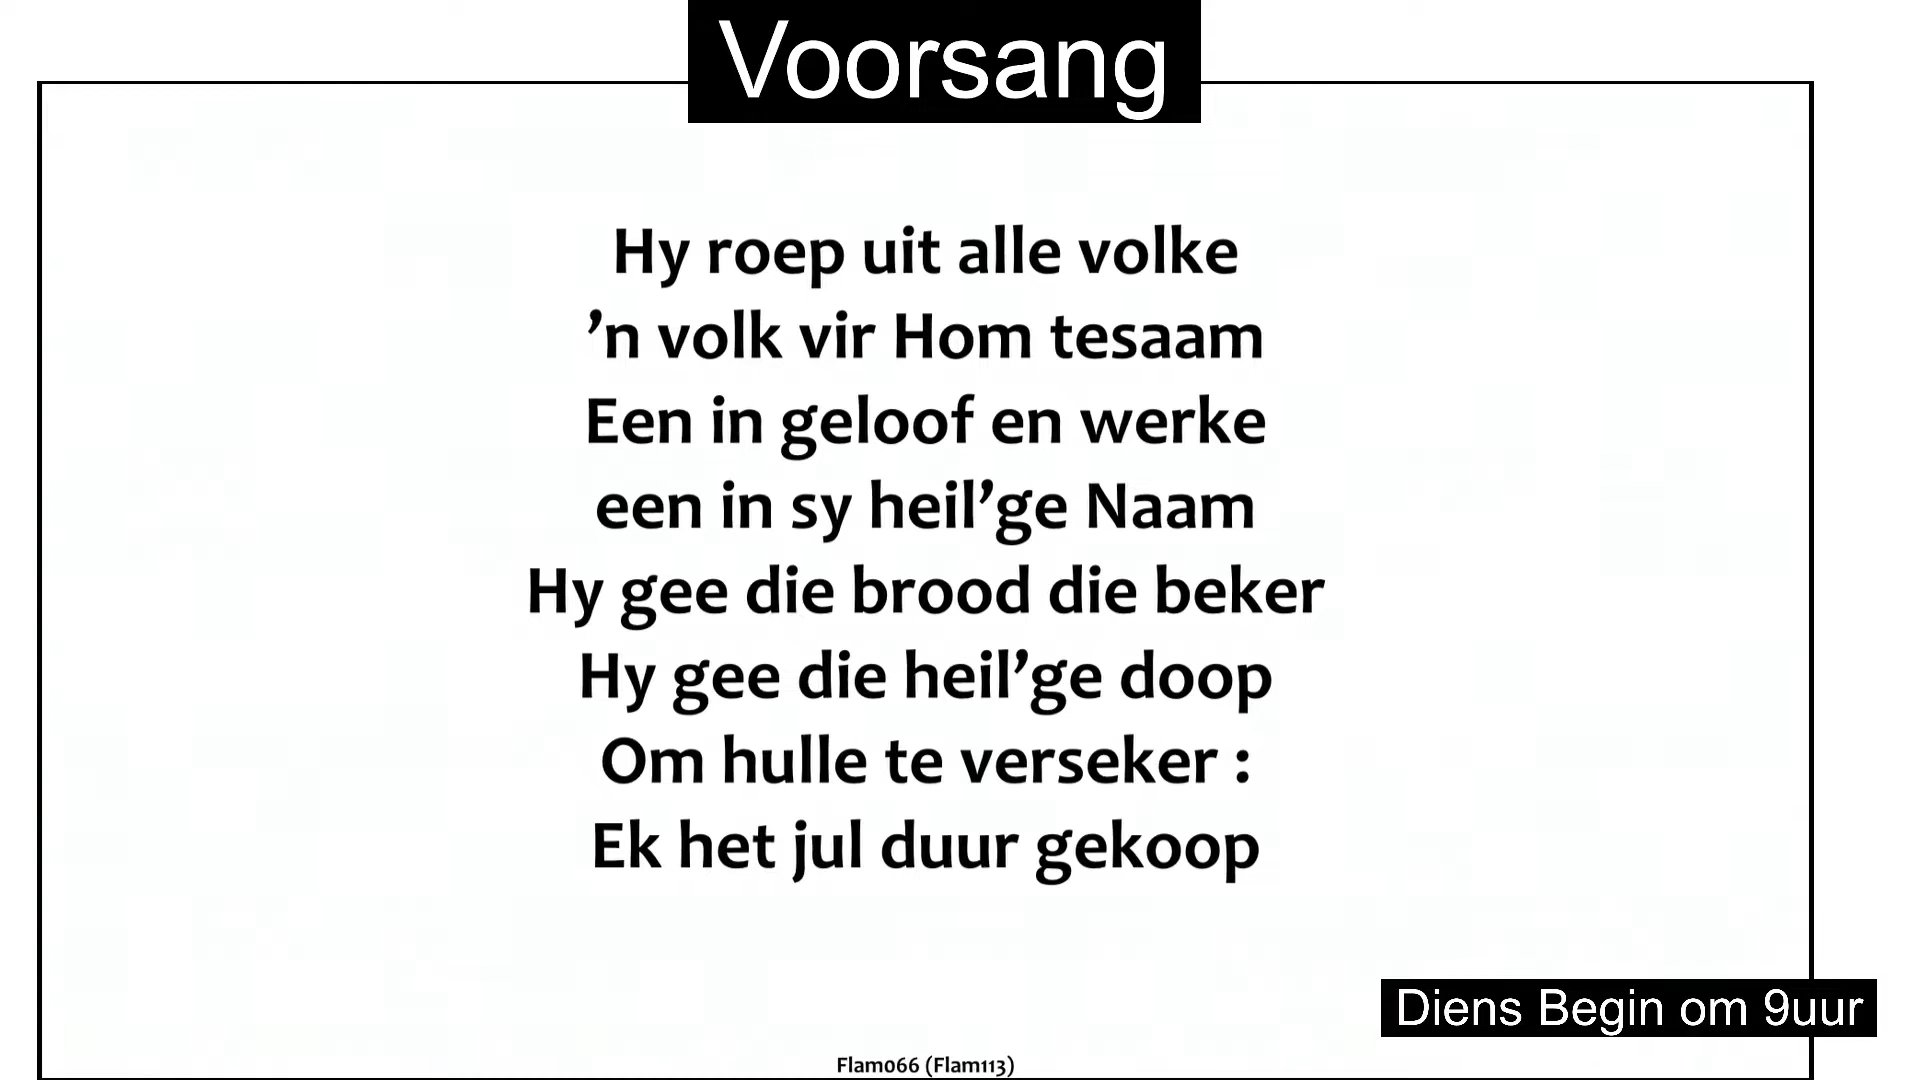 Voorsang
Hy roep uit alle volke
’n volk vir Hom tesaam
Een in geloof en werke
een in sy heil’ge Naam
Hy gee die brood die beker
Hy gee die heil’ge doop
Om hulle te verseker :
Ek het jul duur gekoop
Diens Begin om 9uur
Flam066 (Flam113)